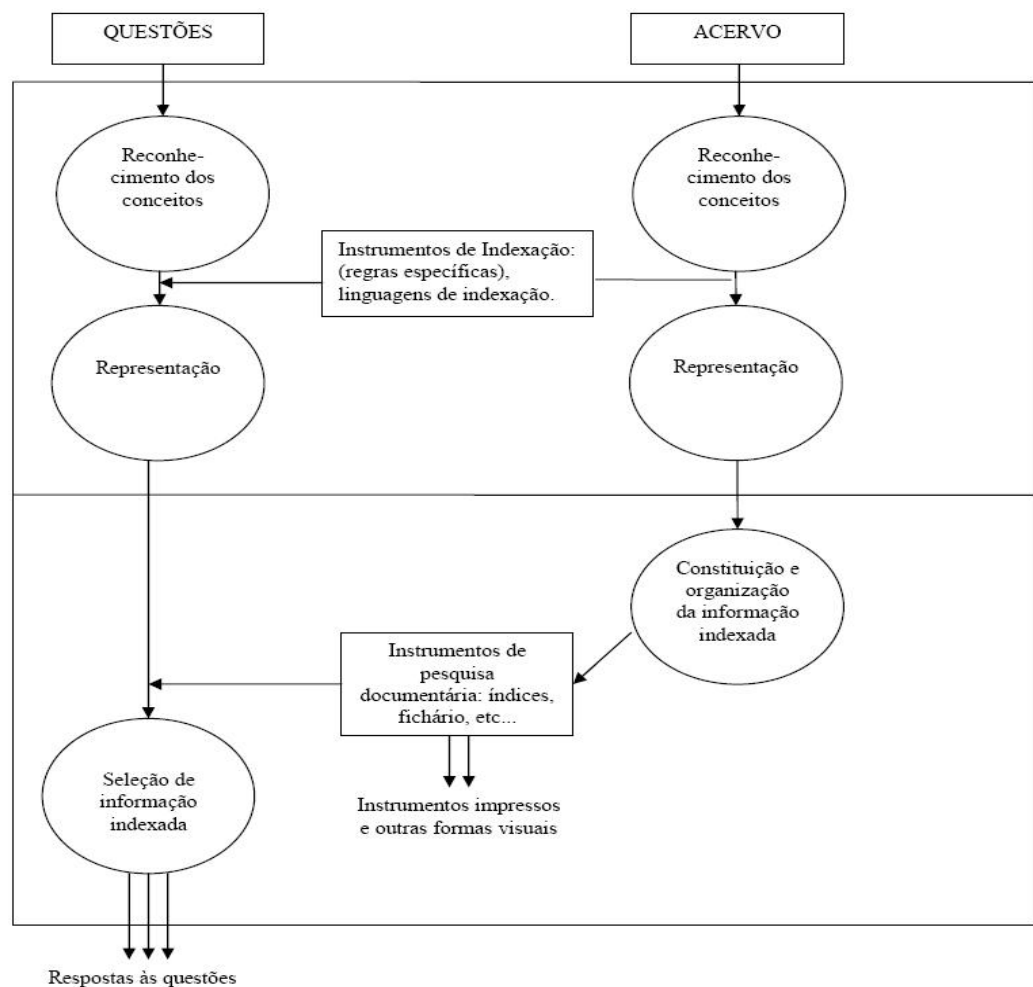 QUESTÕES
ACERVO
Reconhe-
cimento dos
conceitos
Reconhe-
cimento dos
conceitos
Instrumentos de Indexação:
(regras específicas),
linguagens de indexação.
Representação
Representação
Constituição e
organização
da informação
indexada
Instrumentos de
pesquisa
documentária: índices,
fichário, etc...
Seleção de
informação
indexada
Instrumentos impressos
e outras formas visuais
Respostas às questões